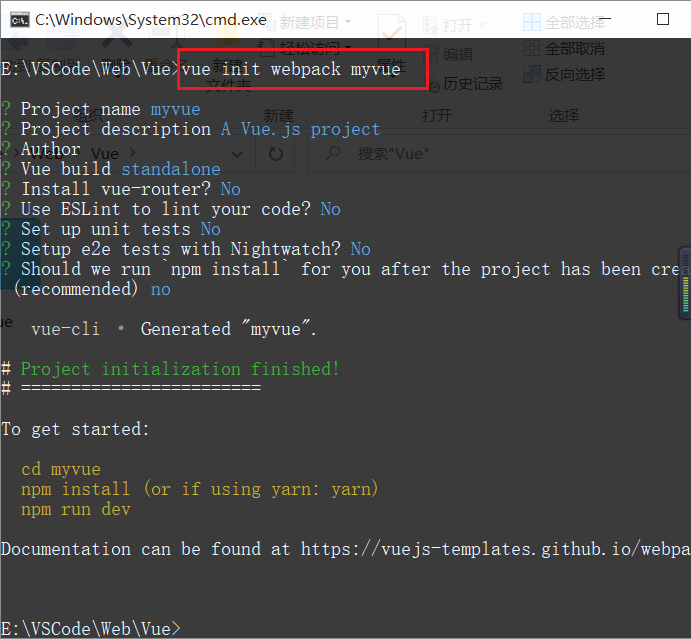 C:\Windows\System32\cmd.exe
新建项目
打开
全部选择
轻松访问
编辑
全部取消
E:\VSCode\Web\Vue>vue init webpack myvue
属性
反向选择
文件夹
历史记录
? Project name myvue
组织
新建
打开
选择
? Project description A Vue.js project
? Author
Web
Vue
搜索"Vue"
? Vue build standalone
? Install vue-router? No
? Use ESLint to lint your code? No
? Set up unit tests No
? Setup e2e tests with Nightwatch? No
? Should we run `npm install` for you after the project has been crea
(recommended) no
vue-cli · Generated "myvue".
# Project initialization finished!
# ========================
To get started:
cd myvue
npm install (or if using yarn: yarn)
npm run dev
Documentation can be found at https://vuejs-templates.github.io/webpa
E:\VSCode\Web\Vue>